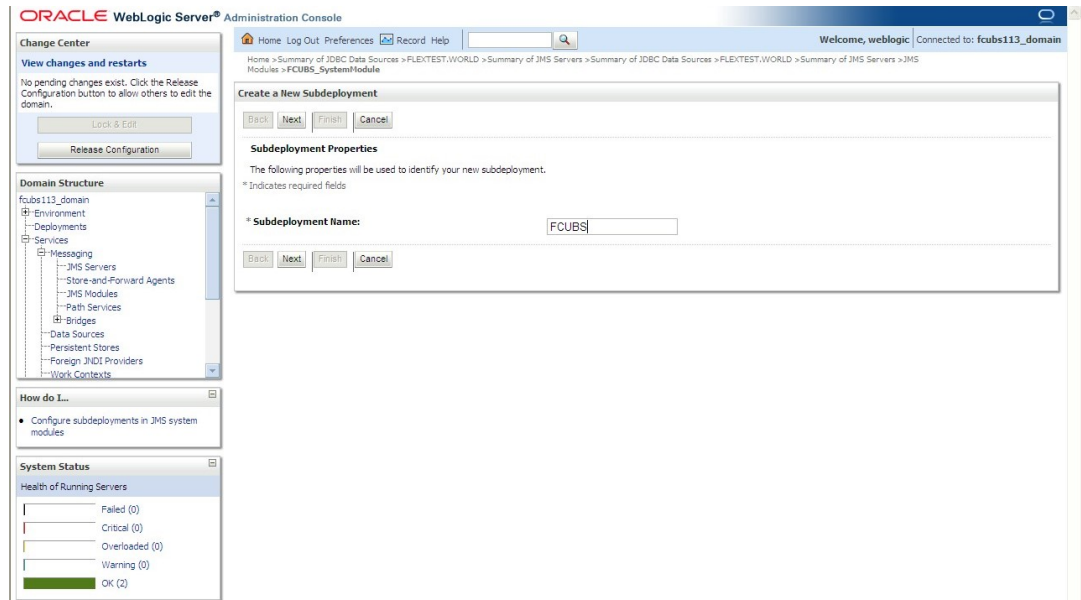 ORACLE WebLogic Server® Administration Console
Change Center
View changes and restarts
No pending changes exist. Click the Release
Configuration button to allow others to edit the
domain.
Lock & Edit
Release Configuration
Domain Structure
fcubs113_domain
Environment
Deployments
Services
Messaging
JMS Servers
Store-and-Forward Agents
JMS Modules
Path Services
Bridges
Data Sources
Persistent Stores
Foreign JNDI Providers
Work Contexts
How do I...
Configure subdeployments in JMS system
modules
System Status
Health of Running Servers
Failed (0)
Critical (0)
Overloaded (0)
Warning (0)
OK (2)
Home Log Out Preferences Record Help
Welcome, weblogic Connected to: fcubs113_domain
Home >Summary of JDBC Data Sources >FLEXTEST.WORLD >Summary of JMS Servers >Summary of JDBC Data Sources >FLEXTEST.WORLD >Summary of JMS Servers >JMS
Modules >FCUBS_SystemModule
Create a New Subdeployment
Back Next Finish Cancel
Subdeployment Properties
The following properties will be used to identify your new subdeployment.
* Indicates required fields
* Subdeployment Name: FCUBS
Back Next Finish Cancel